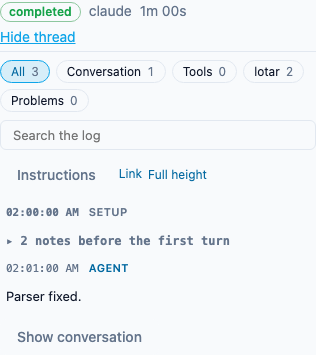 completed claude 1m 00s
Hide thread
All 3 Conversation 1 Tools 0 Iotar 2
Problems 0
Search the log
Instructions Link Full height
02:00:00 AM SETUP
▸ 2 notes before the first turn
02:01:00 AM AGENT
Parser fixed.
Show conversation